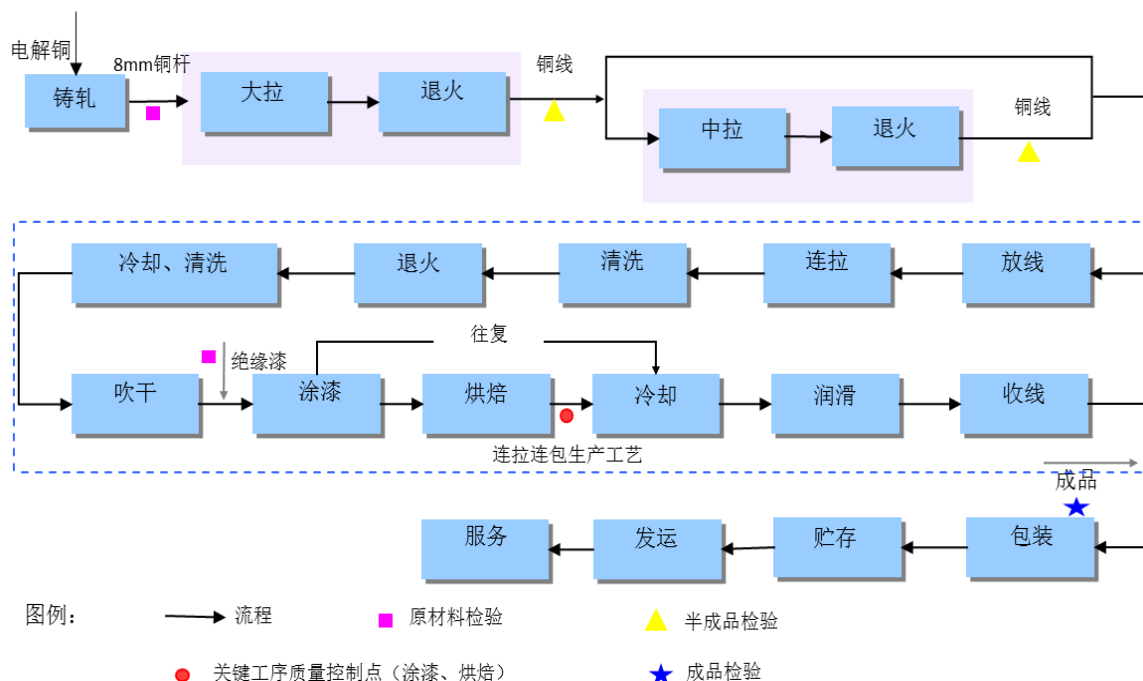 电解铜
8mm铜杆
铸轧
大拉
退火
铜线
中拉
退火
铜线
冷却、清洗
退火
清洗
连拉
放线
往复
绝缘漆
吹干
涂漆
烘焙
冷却
润滑
收线
连拉连包生产工艺
成品
服务
发运
贮存
包装
图例：
流程
原材料检验
半成品检验
关键工序质量控制点（涂漆、烘焙）
成品检验